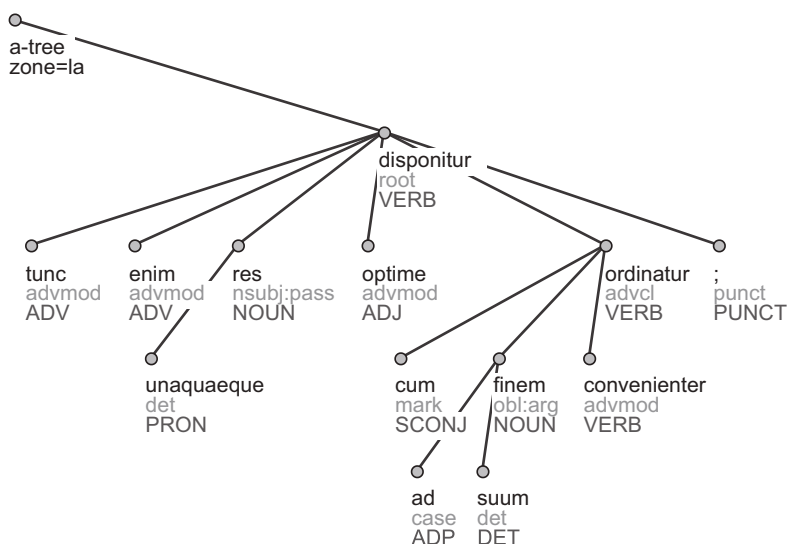 a-tree
zone=la
disponitur
root
VERB
tunc enim res optime ordinatur ;
advmod advmod nsubj:pass advmod advcl punct
ADV ADV NOUN ADJ VERB PUNCT
unaquaeque cum finem convenienter
det mark obl:arg advmod
PRON SCONJ NOUN VERB
ad suum
case det
ADP DET